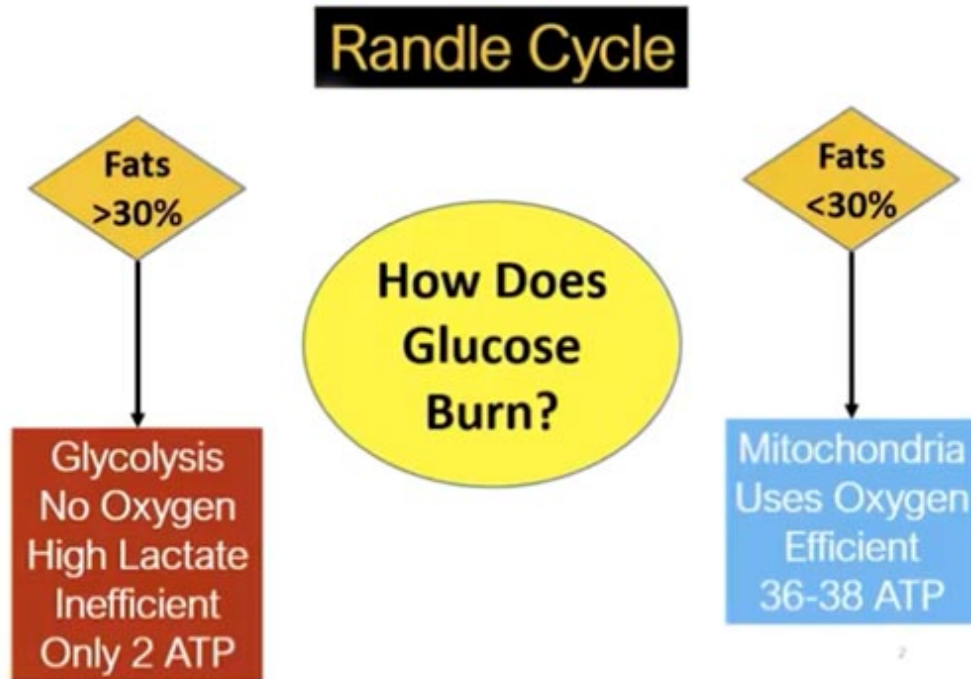 Randle Cycle
Fats
>30%
Fats
<30%
How Does
Glucose
Burn?
Glycolysis
No Oxygen
High Lactate
Inefficient
Only 2 ATP
Mitochondria
Uses Oxygen
Efficient
36-38 ATP
2